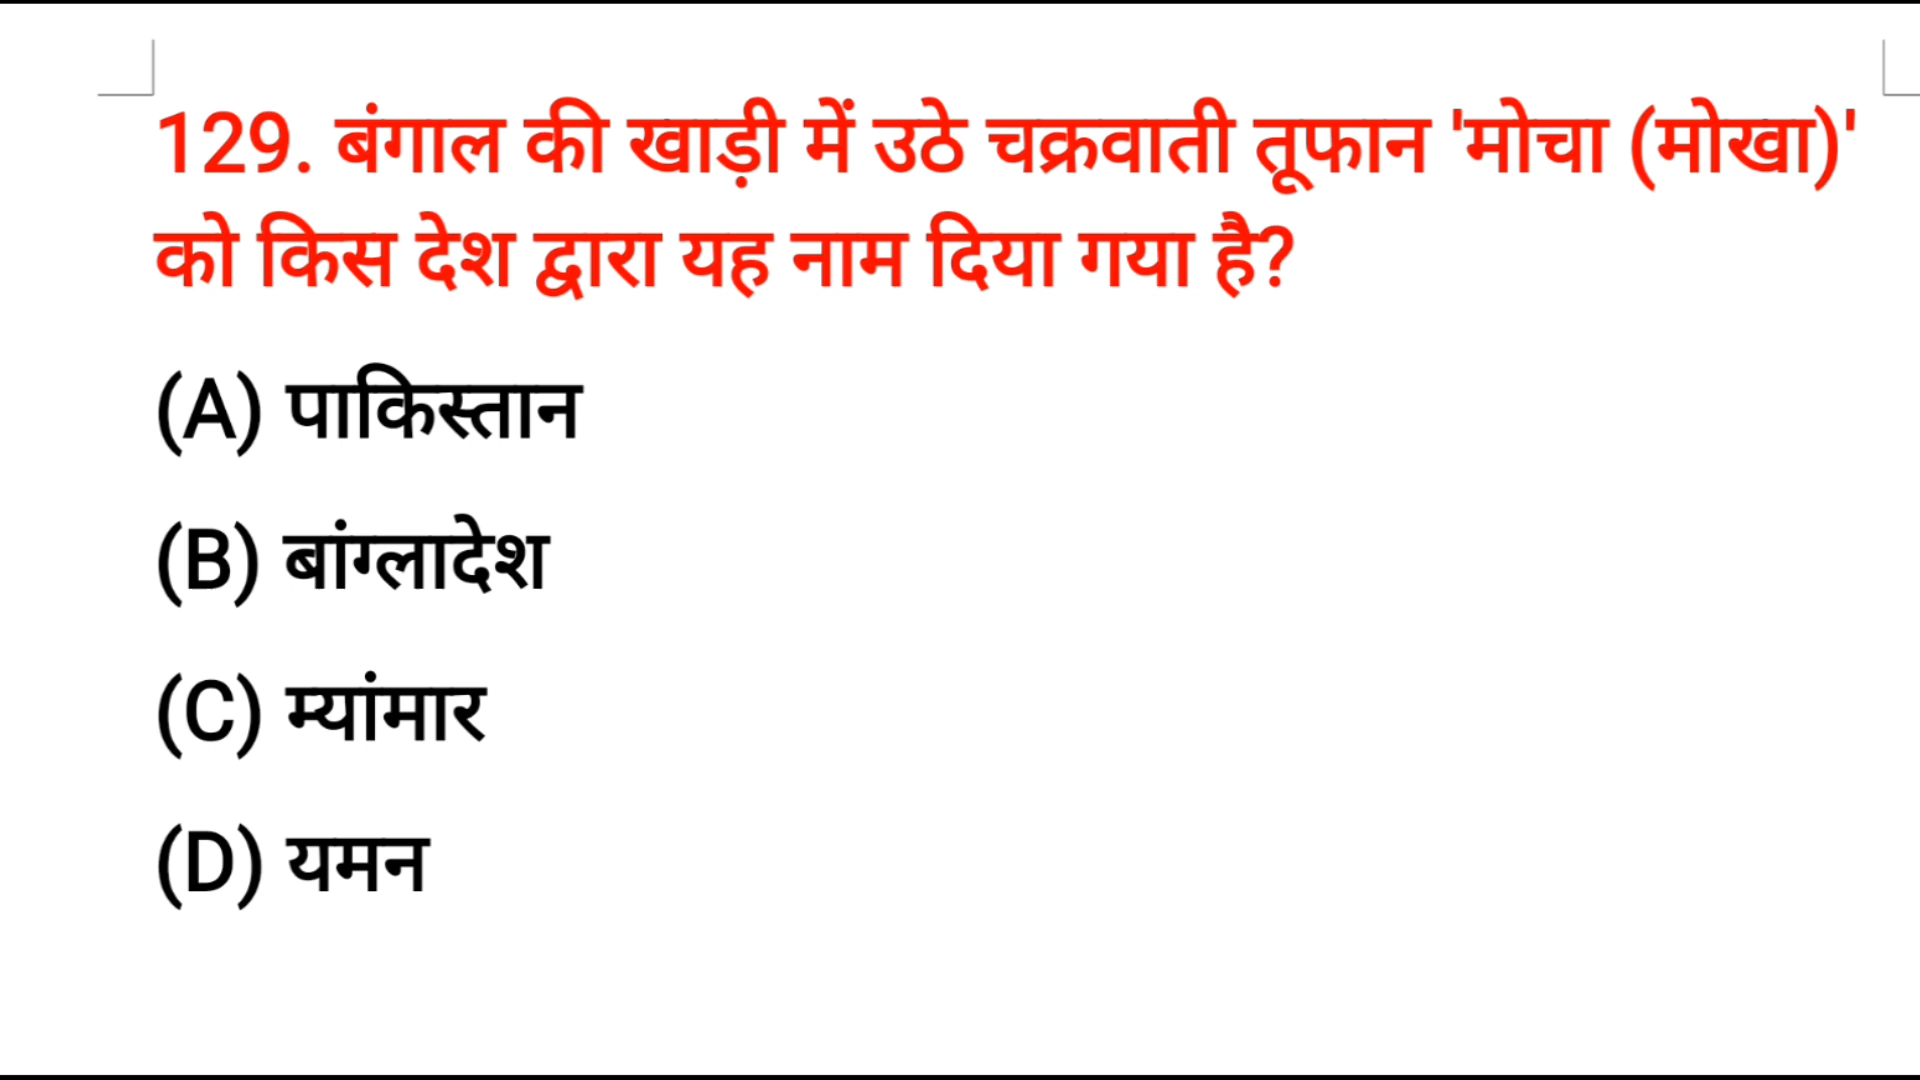 129. बंगाल की खाड़ी में उठे चक्रवाती तूफान 'मोचा (मोखा)'
को किस देश द्वारा यह नाम दिया गया है?
(A) पाकिस्तान
(B) बांग्लादेश
(C) म्यांमार
(D) यमन